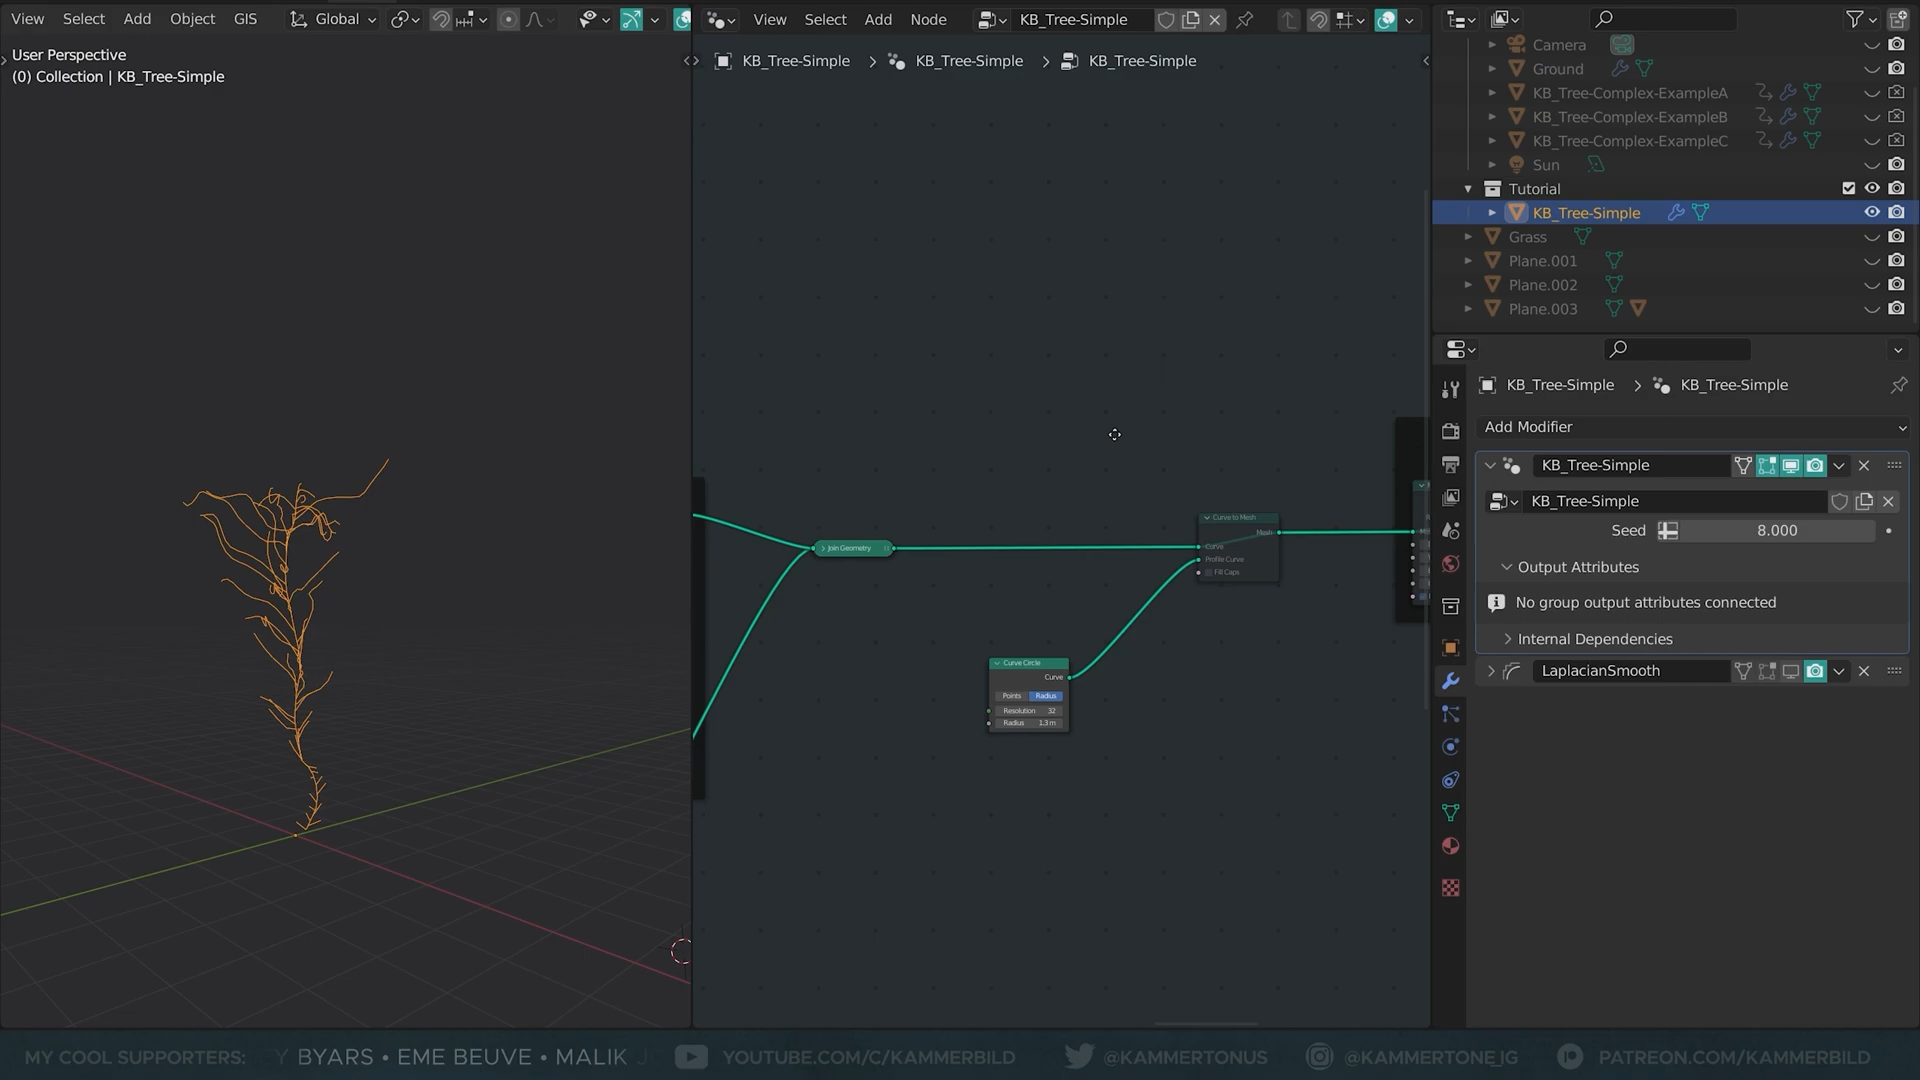 View Select Add Object GIS Global
User Perspective
(0) Collection | KB_Tree-Simple
View Select Add Node KB_Tree-Simple
KB_Tree-Simple > KB_Tree-Simple > KB_Tree-Simple
Join Geometry
Curve to Mesh
Mesh
Curve
Profile Curve
Fill Caps
Curve Circle
Curve
Points Radius
Resolution 32
Radius 1.3 m
Camera
Ground
KB_Tree-Complex-ExampleA
KB_Tree-Complex-ExampleB
KB_Tree-Complex-ExampleC
Sun
Tutorial
KB_Tree-Simple
Grass
Plane.001
Plane.002
Plane.003
KB_Tree-Simple > KB_Tree-Simple
Add Modifier
KB_Tree-Simple
KB_Tree-Simple
Seed 8.000
Output Attributes
No group output attributes connected
Internal Dependencies
LaplacianSmooth
MY COOL SUPPORTERS: Y BYARS • EME BEUVE • MALIK YOUTUBE.COM/C/KAMMERBILD @KAMMERTONUS @KAMMERTONE_IG PATREON.COM/KAMMERBILD